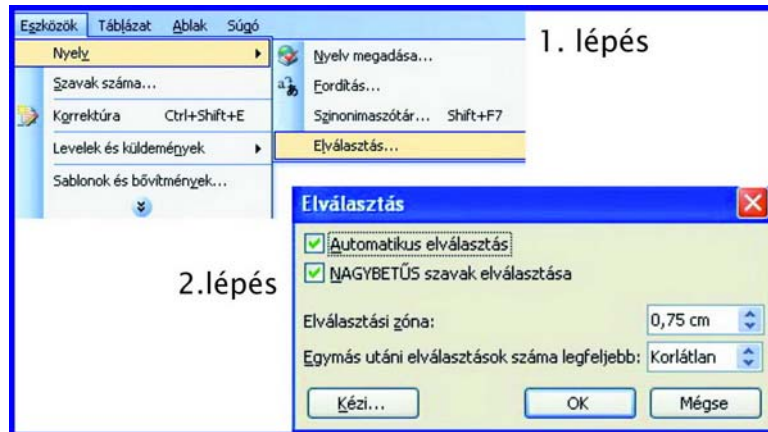 Eszközök Táblázat Ablak Súgó
Nyelv
Szavak száma...
Korrektúra Ctrl+Shift+E
Levelek és küldemények
Sablonok és bővítmények...
Nyelv megadása...
Fordítás...
Szinonimaszótár... Shift+F7
Elválasztás...
1. lépés
2.lépés
Elválasztás
Automatikus elválasztás
NAGYBETŰS szavak elválasztása
Elválasztási zóna: 0,75 cm
Egymás utáni elválasztások száma legfeljebb: Korlátlan
Kézi... OK Mégse